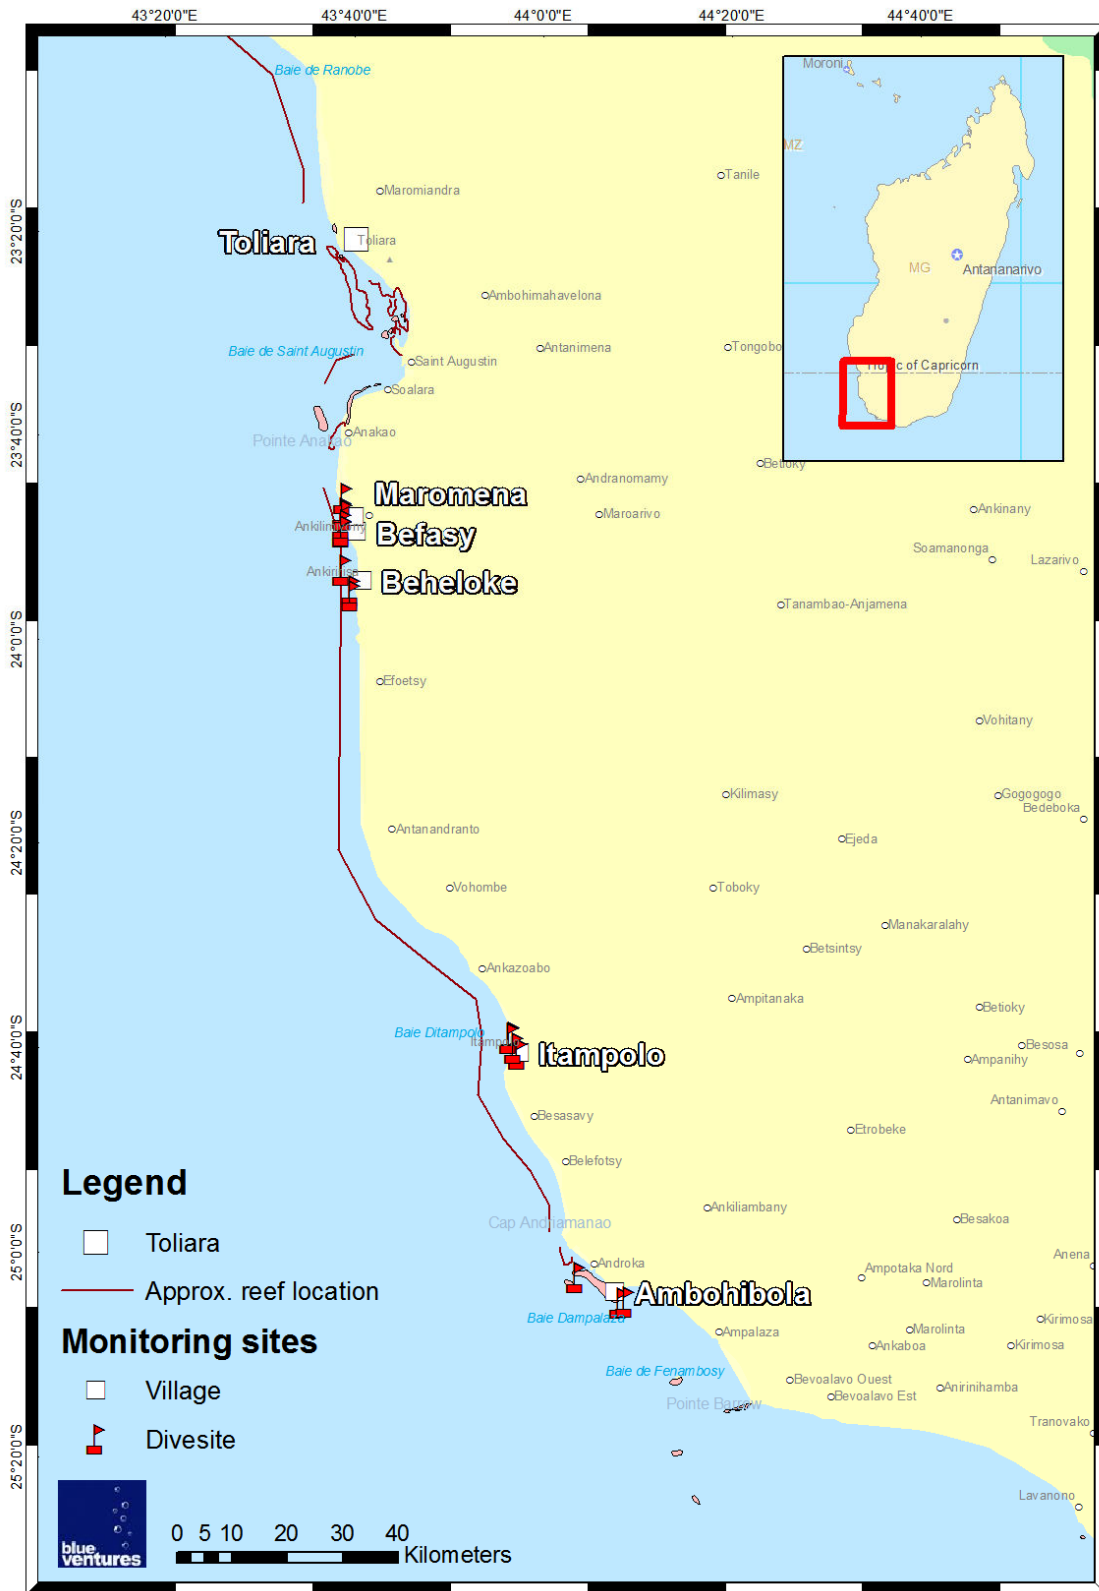 43°20'0"E
43°40'0"E
44°0'0"E
44°20'0"E
44°40'0"E
Baie de Ranobe
Moroni
MZ
Tanile
Maromiandra
23°20'0"S
Toliara
Toliara
MG
Antananarivo
Ambohimahavelona
Baie de Saint Augustin
Saint Augustin
Antanimena
Tongobo
Tropic of Capricorn
Soalara
23°40'0"S
Pointe Anakao
Anakao
Betioky
Andranomamy
Maromena
Maroarivo
Ankinany
Befasy
Soamanonga
Lazarivo
Beheloke
Tanambao-Anjamena
24°0'0"S
Efoetsy
Vohitany
Kilimasy
Gogogogo
Bedeboka
24°20'0"S
Antanandranto
Ejeda
Vohombe
Toboky
Manakaralahy
Betsintsy
Ankazoabo
Ampitanaka
Betioky
24°40'0"S
Baie Ditampolo
Itampolo
Itampolo
Besosa
Ampanihy
Antanimavo
Besasavy
Etrobeke
Belefotsy
Legend
Ankiliambany
Besakoa
Cap Andriamanao
Toliara
25°0'0"S
Androka
Anena
Ampotaka Nord
Marolinta
Approx. reef location
Ambohibola
Baie Dampalaza
Kirimosa
Monitoring sites
Ampalaza
Marolinta
Ankaboa
Kirimosa
Baie de Fenambosy
Village
Bevoalavo Ouest
Anirinihamba
Bevoalavo Est
Pointe Barrow
Divesite
Tranovako
25°20'0"S
Lavanono
blue
ventures
0 5 10 20 30 40
Kilometers